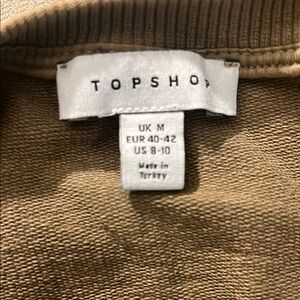 TOPSHOP
UK M
EUR 40-42
US 8-10
Made in
Turkey